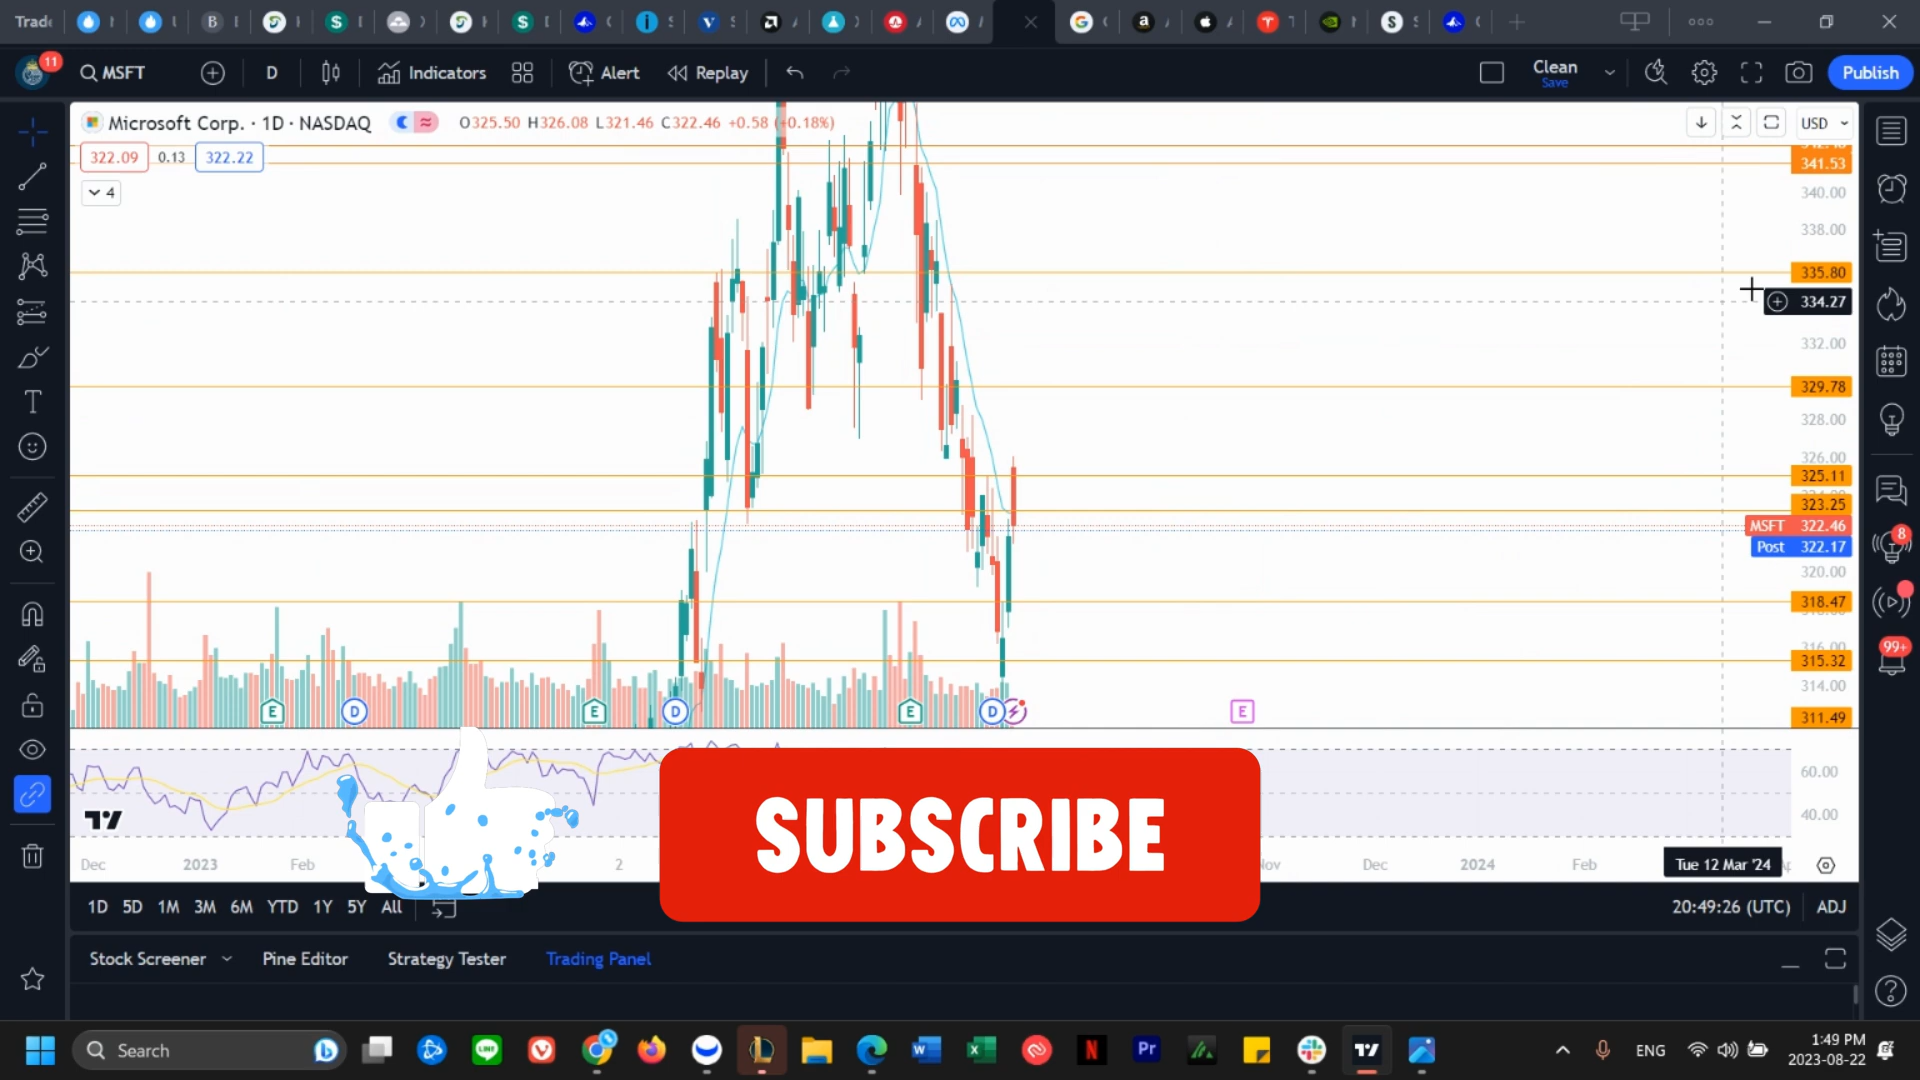 Trade
MSFT
D
Indicators
Alert
Replay
Clean
Save
Publish
11
Microsoft Corp. · 1D · NASDAQ
O325.50 H326.08 L321.46 C322.46 +0.58 (+0.18%)
USD
322.09
0.13
322.22
4
341.53
340.00
338.00
335.80
334.27
332.00
329.78
328.00
326.00
325.11
323.25
MSFT 322.46
Post 322.17
320.00
318.47
315.32
314.00
311.49
8
99+
E
D
E
D
E
D
E
60.00
40.00
SUBSCRIBE
Dec
2023
Feb
2
Nov
Dec
2024
Feb
Tue 12 Mar '24
1D
5D
1M
3M
6M
YTD
1Y
5Y
All
20:49:26 (UTC)
ADJ
Stock Screener
Pine Editor
Strategy Tester
Trading Panel
Search
ENG
1:49 PM
2023-08-22